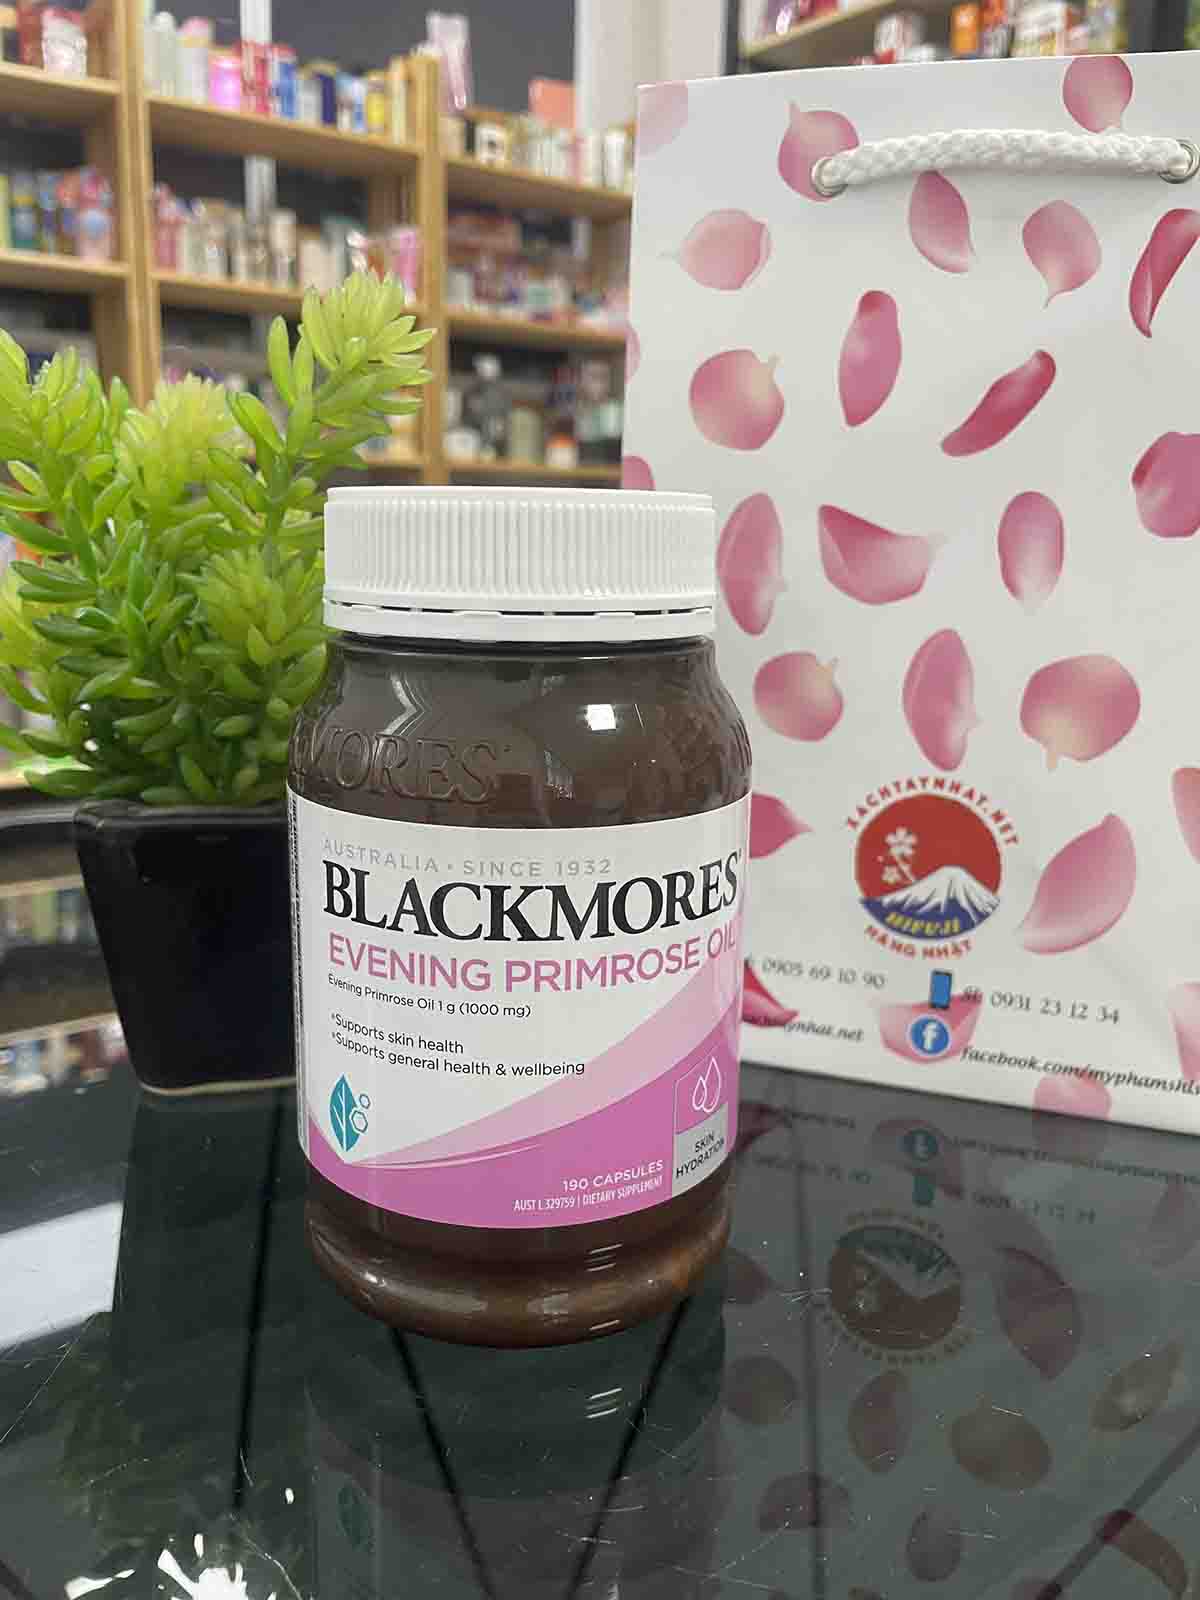 MORES
AUSTRALIA • SINCE 1932
BLACKMORES
EVENING PRIMROSE OIL
Evening Primrose Oil 1 g (1000 mg)
*Supports skin health
*Supports general health & wellbeing
SKIN
HYDRATION
190 CAPSULES
AUST L 329759 | DIETARY SUPPLEMENT
XACHTAYNHAT.NET
HIFUJI
HÀNG NHẬT
0905 69 10 90
0931 23 12 34
facebook.com/myphamshl